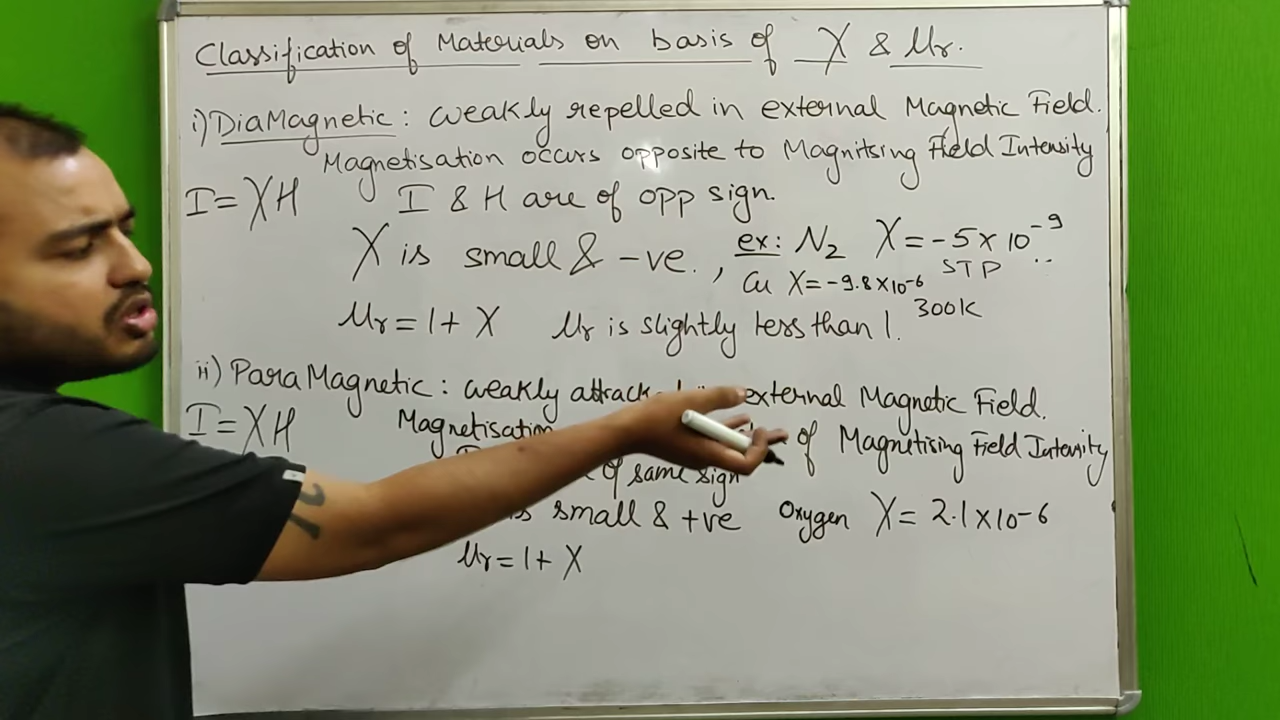 Classification of Materials on basis of χ & μr.
i) DiaMagnetic: weakly repelled in external Magnetic Field.
Magnetisation occurs opposite to Magnitsing Field Intensity
I = χH I & H are of opp sign.
χ is small & -ve. , ex: N₂ χ = -5 x 10⁻⁹
STP
Cu χ = -9.8 x 10⁻⁶
300K
μr = 1 + χ μr is slightly less than 1.
ii) ParaMagnetic: weakly external Magnetic Field.
I = χH Magnetisation of Magnetising Field Intensity
of same sign
is small & +ve Oxygen χ = 2.1 x 10-6
μr = 1 + χ